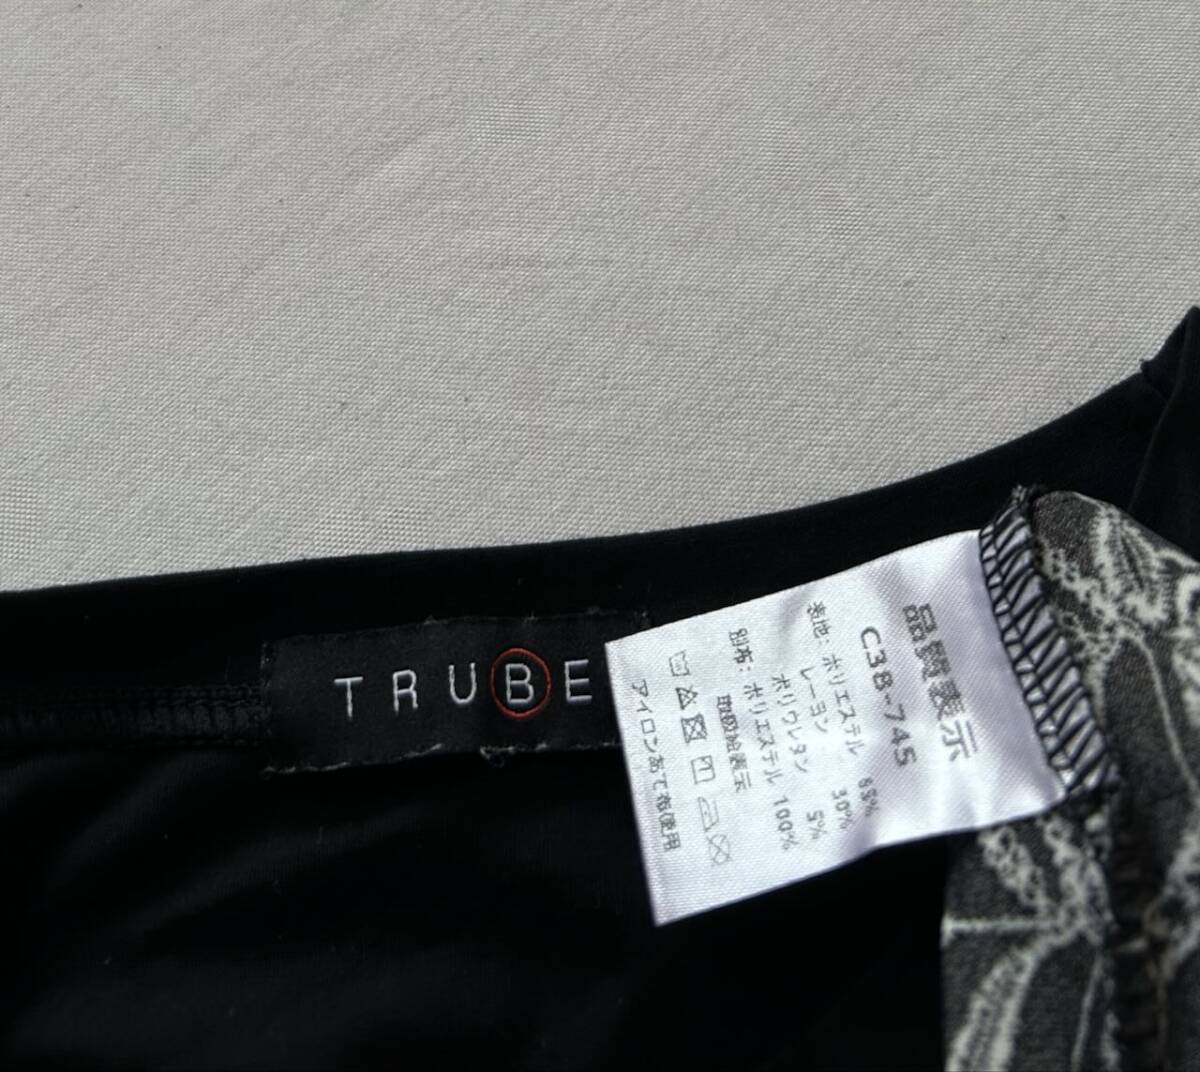 TRUBE
品質表示
C38-745
表地: ポリエステル 65%
レーヨン 30%
ポリウレタン 5%
別布: ポリエステル 100%
取扱絵表示
アイロンあて布使用